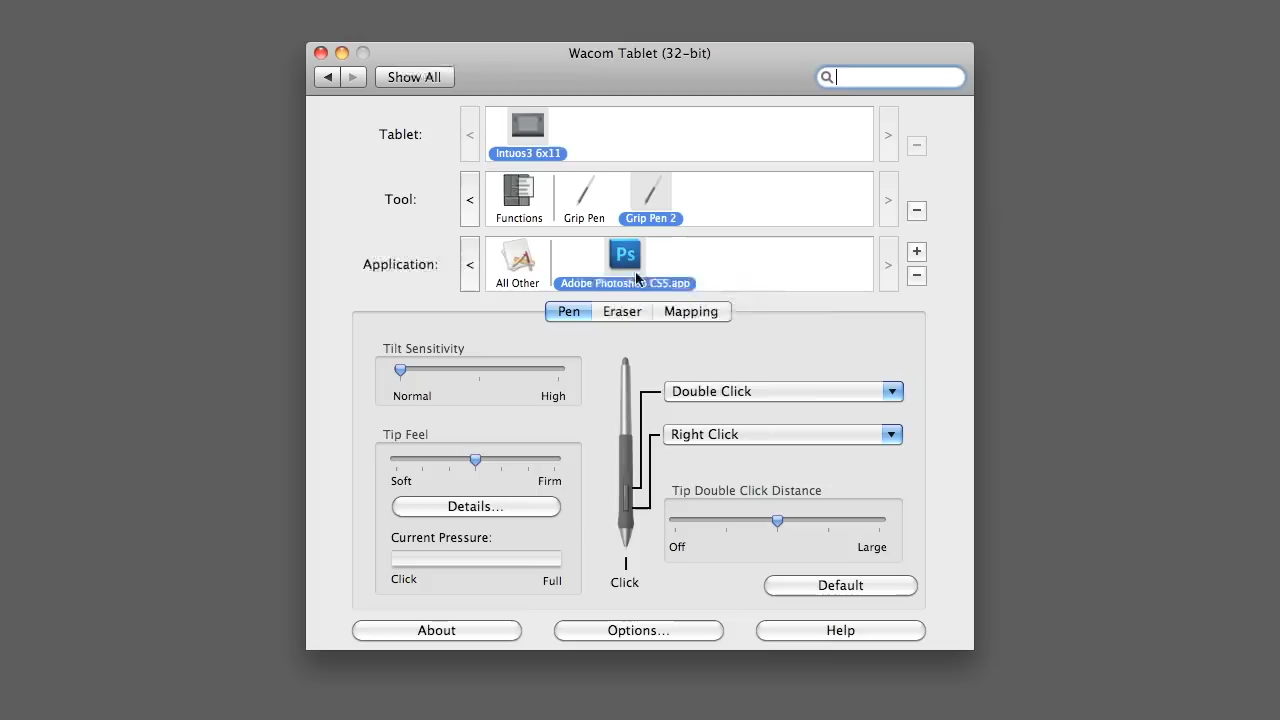 Wacom Tablet (32-bit)
Show All
Tablet:
Intuos3 6x11
Tool:
Functions
Grip Pen
Grip Pen 2
Application:
All Other
Ps
Adobe Photoshop CS5.app
Pen
Eraser
Mapping
Tilt Sensitivity
Normal
High
Double Click
Right Click
Tip Feel
Soft
Firm
Details...
Current Pressure:
Click
Full
Tip Double Click Distance
Off
Large
Click
Default
About
Options...
Help